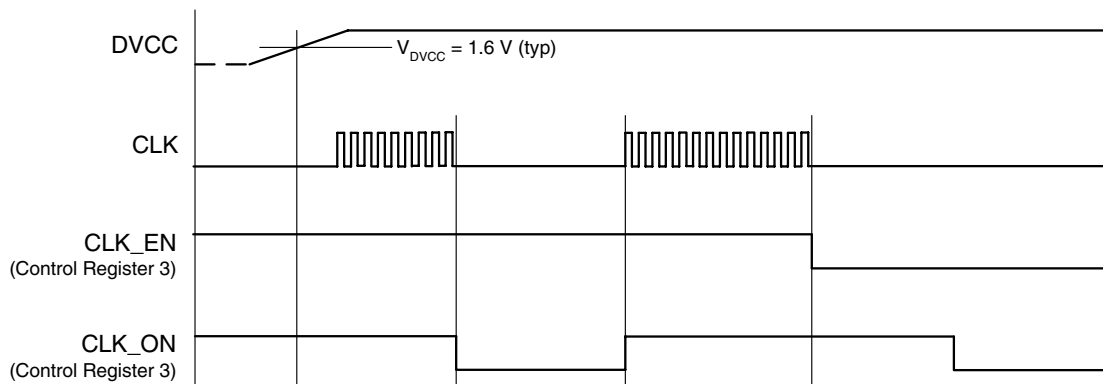 DVCC
V_DVCC = 1.6 V (typ)
CLK
CLK_EN
(Control Register 3)
CLK_ON
(Control Register 3)